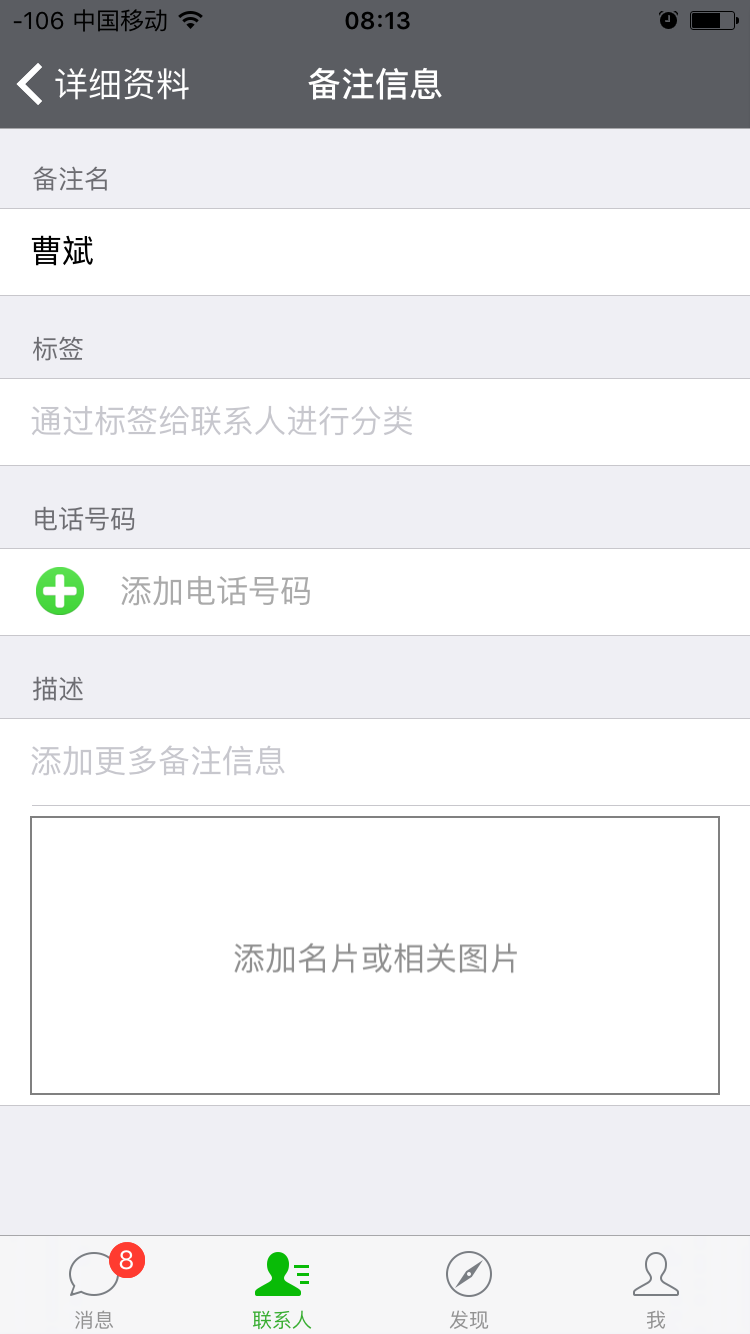 -106 中国移动 08:13
详细资料 备注信息
备注名
曹斌
标签
通过标签给联系人进行分类
电话号码
添加电话号码
描述
添加更多备注信息
添加名片或相关图片
8
消息 联系人 发现 我